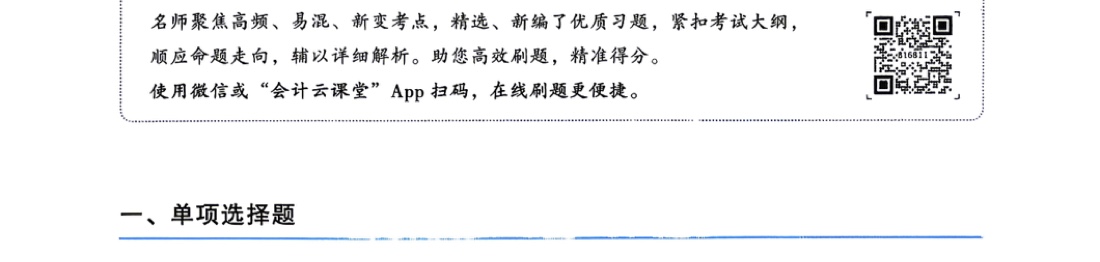 名师聚焦高频、易混、新变考点，精选、新编了优质习题，紧扣考试大纲，
顺应命题走向，辅以详细解析。助您高效刷题，精准得分。
使用微信或“会计云课堂”App 扫码，在线刷题更便捷。
816811
一、单项选择题